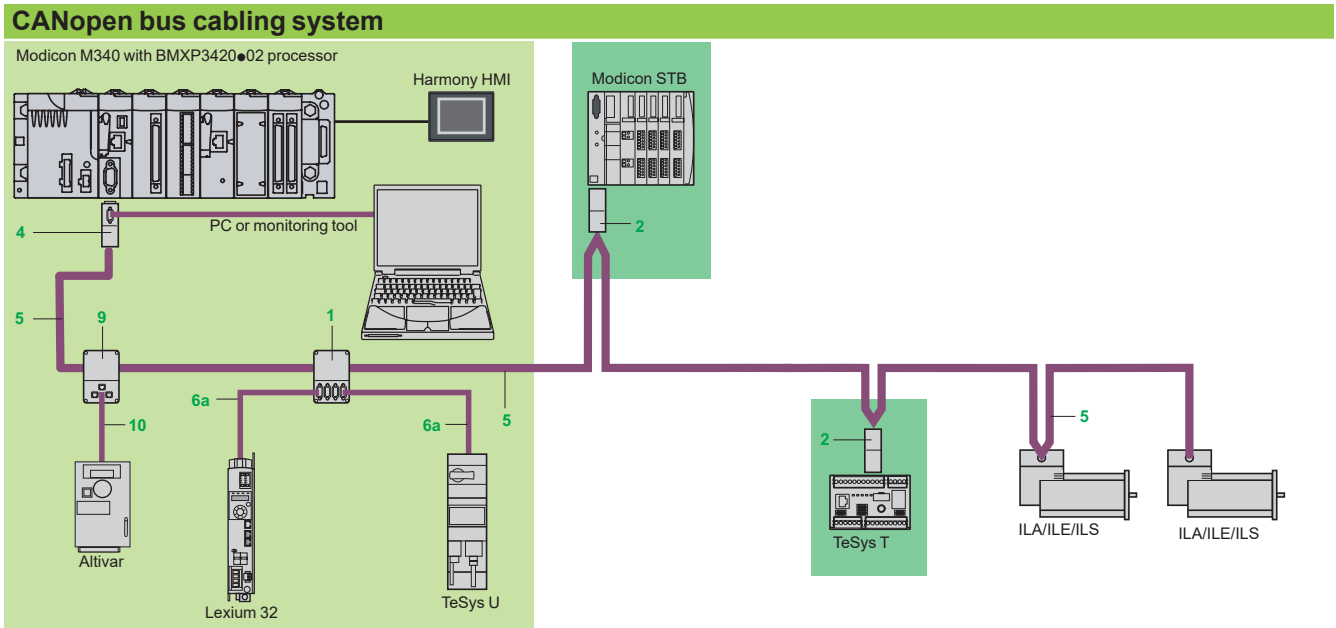 CANopen bus cabling system
Modicon M340 with BMXP3420●02 processor
Harmony HMI
Modicon STB
PC or monitoring tool
4
2
5
9
1
6a
6a
5
10
5
2
Altivar
Lexium 32
TeSys U
TeSys T
ILA/ILE/ILS
ILA/ILE/ILS